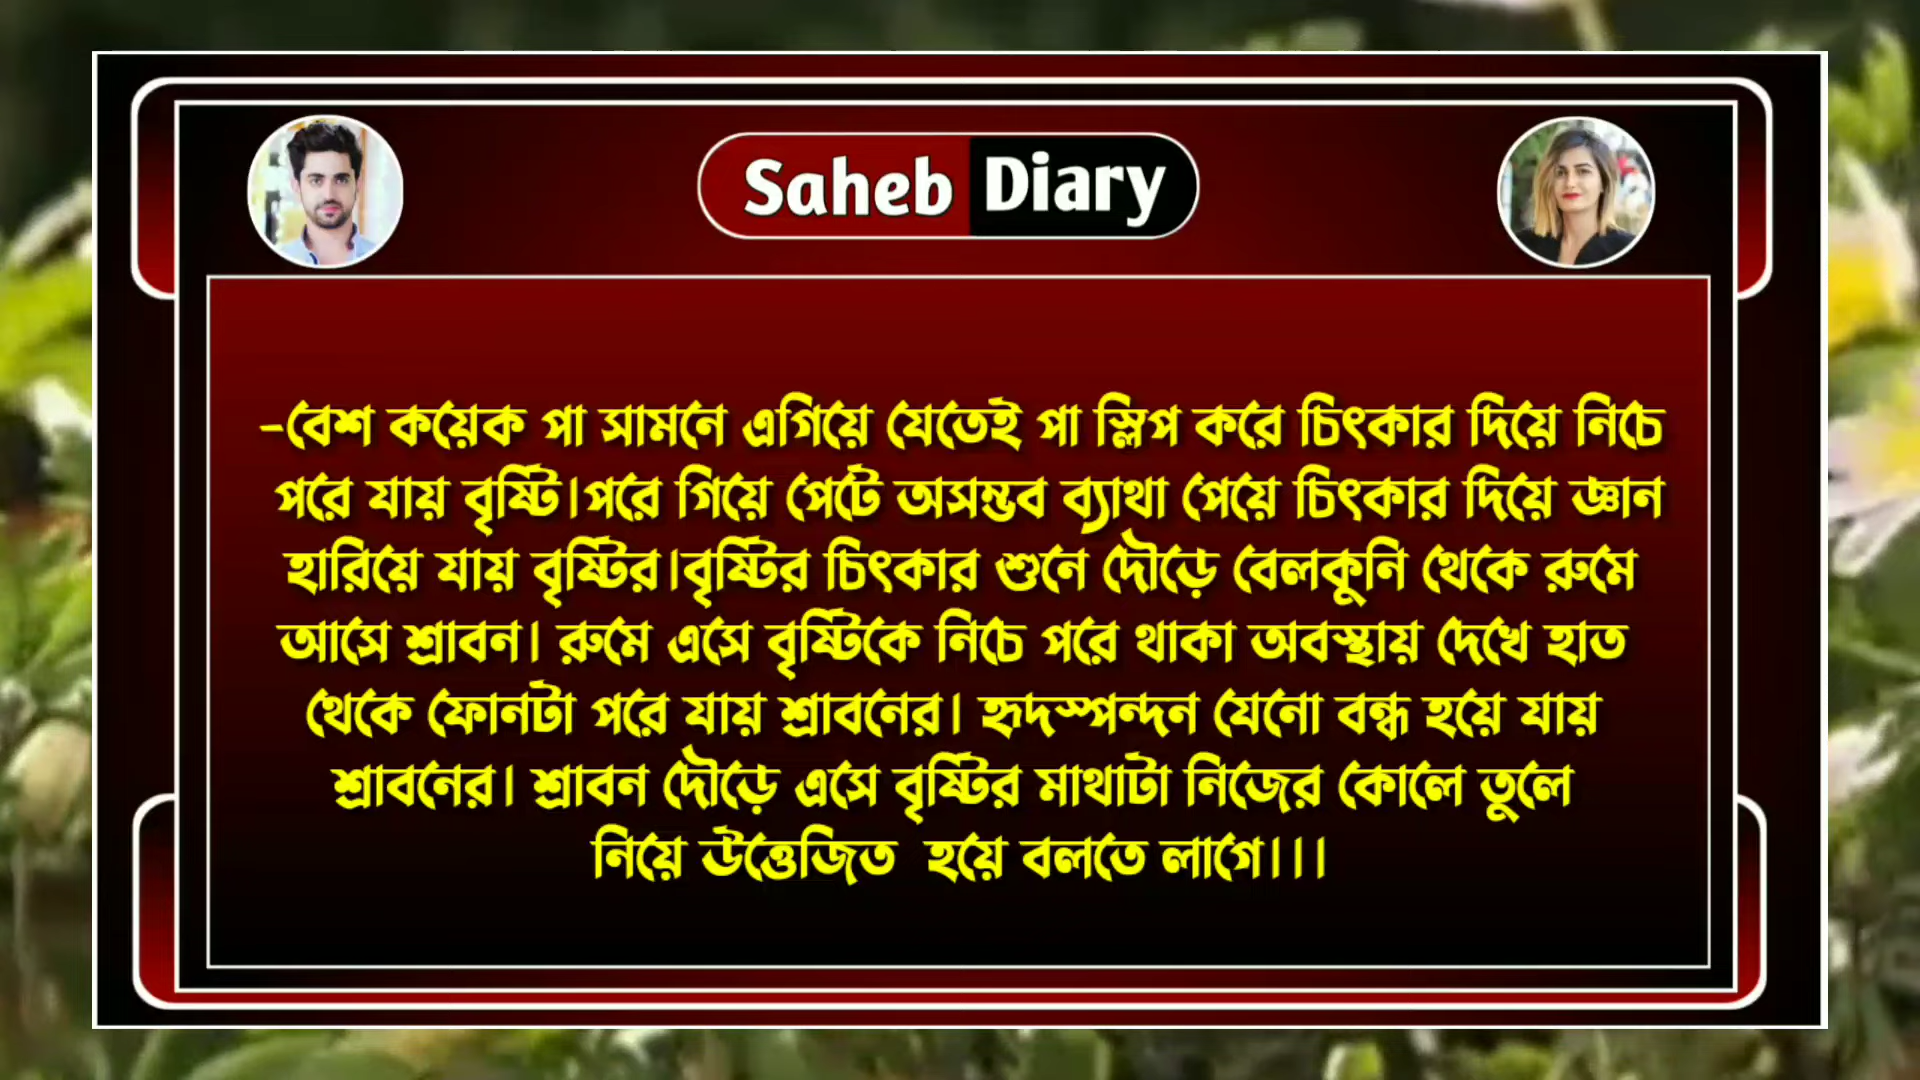 Saheb Diary
-বেশ কয়েক পা সামনে এগিয়ে যেতেই পা স্লিপ করে চিৎকার দিয়ে নিচে
পরে যায় বৃষ্টি।পরে গিয়ে পেটে অসম্ভব ব্যাথা পেয়ে চিৎকার দিয়ে জ্ঞান
হারিয়ে যায় বৃষ্টির।বৃষ্টির চিৎকার শুনে দৌড়ে বেলকুনি থেকে রুমে
আসে শ্রাবন। রুমে এসে বৃষ্টিকে নিচে পরে থাকা অবস্থায় দেখে হাত
থেকে ফোনটা পরে যায় শ্রাবনের। হৃদস্পন্দন যেনো বন্ধ হয়ে যায়
শ্রাবনের। শ্রাবন দৌড়ে এসে বৃষ্টির মাথাটা নিজের কোলে তুলে
নিয়ে উত্তেজিত  হয়ে বলতে লাগে।।।